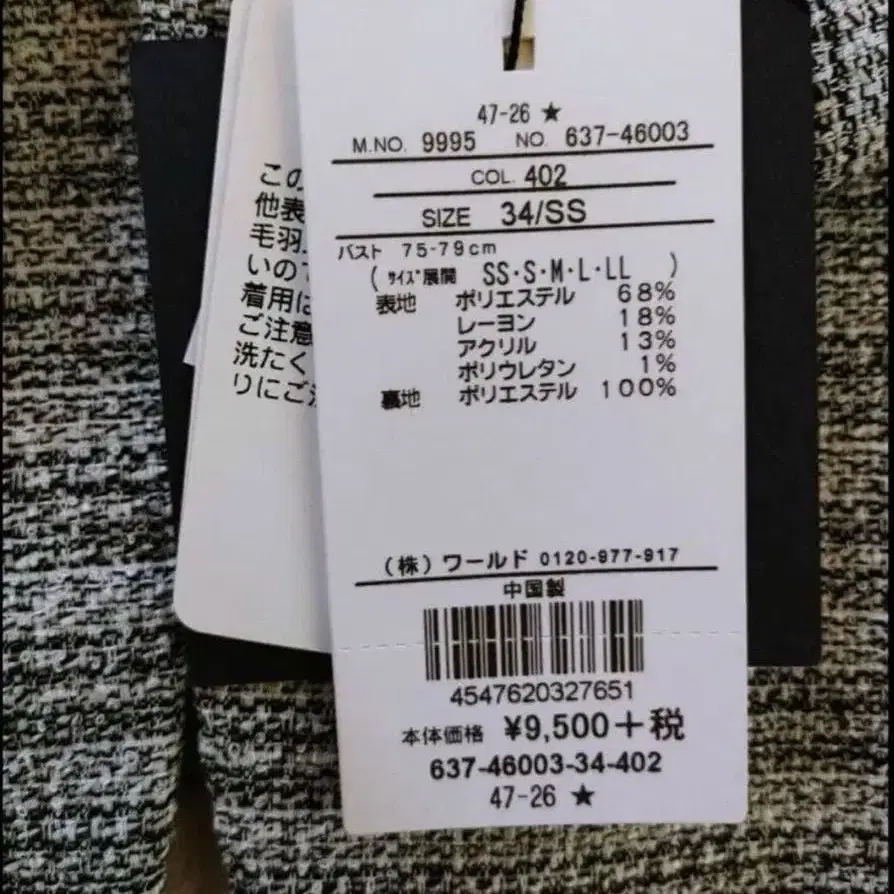 47-26 ★
M.NO. 9995 NO. 637-46003
COL. 402
SIZE 34/SS
バスト 75-79cm
(ｻｲｽﾞ展開 SS・S・M・L・LL )
表地 ポリエステル 68%
レーヨン 18%
アクリル 13%
ポリウレタン 1%
裏地 ポリエステル 100%
(株)ワールド 0120-977-917
中国製
4547620327651
本体価格 ¥9,500+税
637-46003-34-402
47-26 ★
この
他表
毛羽
いので
着用は
ご注意
洗たく
りにご注